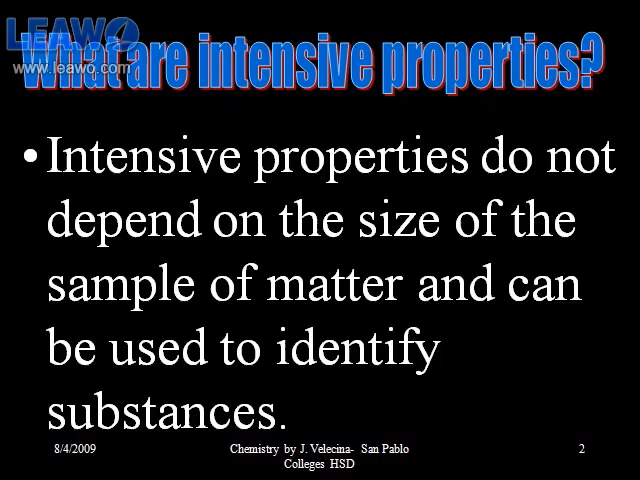 LEAWO
What are intensive properties?
www.leawo.com
• Intensive properties do not
depend on the size of the
sample of matter and can
be used to identify
substances.
8/4/2009
Chemistry by J. Velecina- San Pablo
Colleges HSD
2